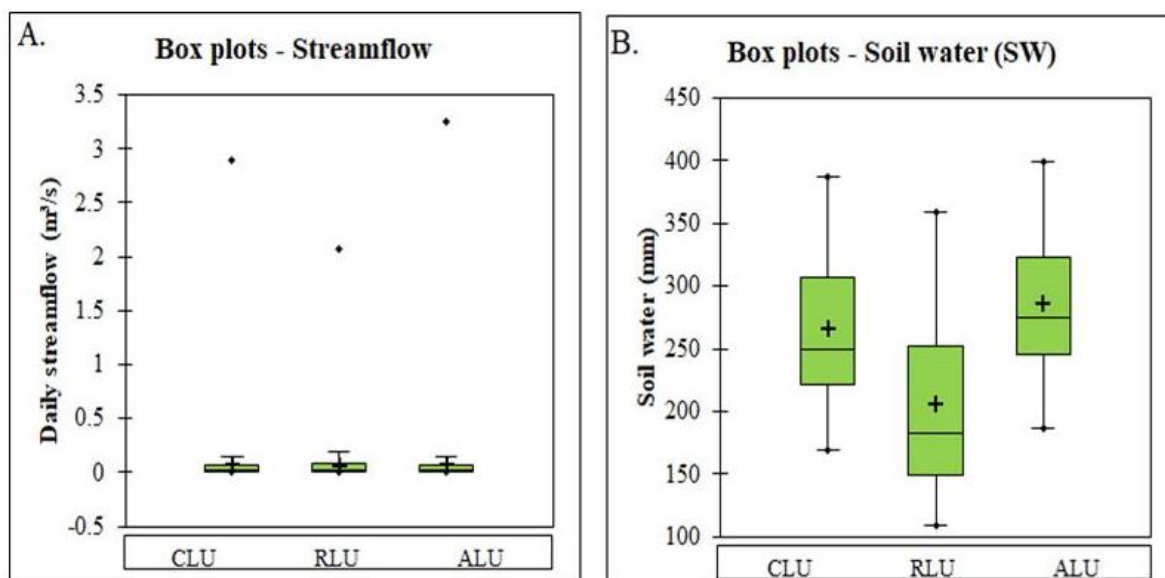 A.
Box plots - Streamflow
Daily streamflow (m³/s)
3.5
3
2.5
2
1.5
1
0.5
0
-0.5
CLU RLU ALU
B.
Box plots - Soil water (SW)
Soil water (mm)
450
400
350
300
250
200
150
100
CLU RLU ALU